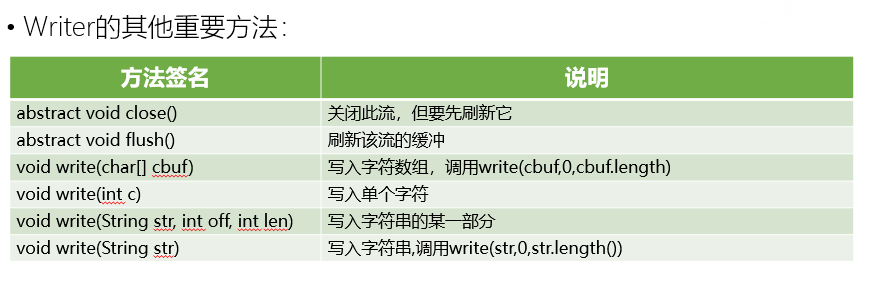 • Writer的其他重要方法：
方法签名 说明
abstract void close() 关闭此流，但要先刷新它
abstract void flush() 刷新该流的缓冲
void write(char[] cbuf) 写入字符数组，调用write(cbuf,0,cbuf.length)
void write(int c) 写入单个字符
void write(String str, int off, int len) 写入字符串的某一部分
void write(String str) 写入字符串,调用write(str,0,str.length())